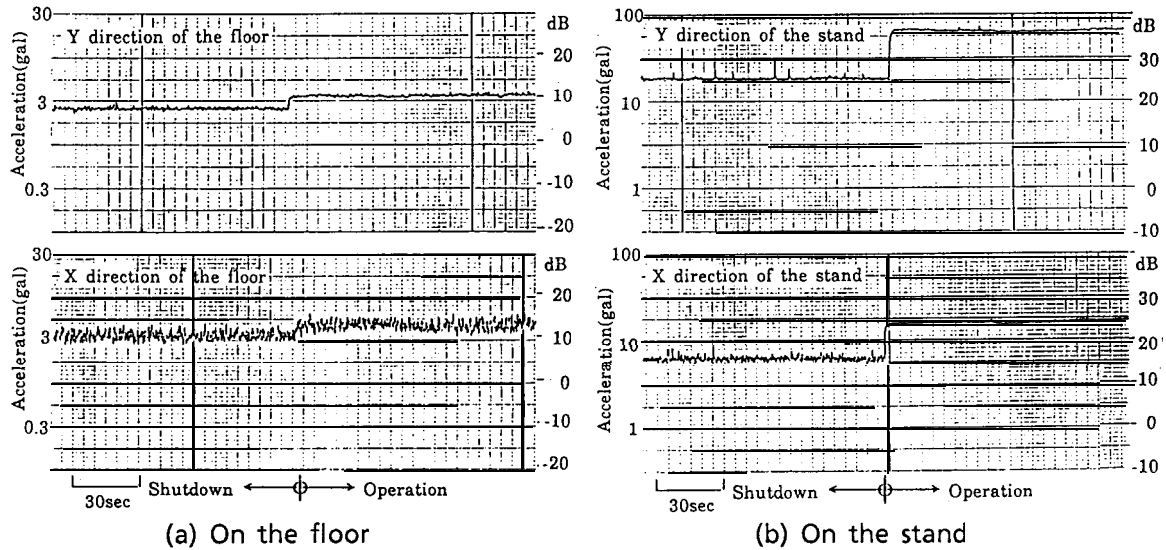 Y direction of the floor
Acceleration(gal)
30
3
0.3
dB
20
10
0
-10
-20
X direction of the floor
Acceleration(gal)
30
3
0.3
dB
20
10
0
-10
-20
30sec
Shutdown
Operation
(a) On the floor
Y direction of the stand
Acceleration(gal)
100
10
1
dB
30
20
10
0
-10
X direction of the stand
Acceleration(gal)
100
10
1
dB
30
20
10
0
-10
30sec
Shutdown
Operation
(b) On the stand